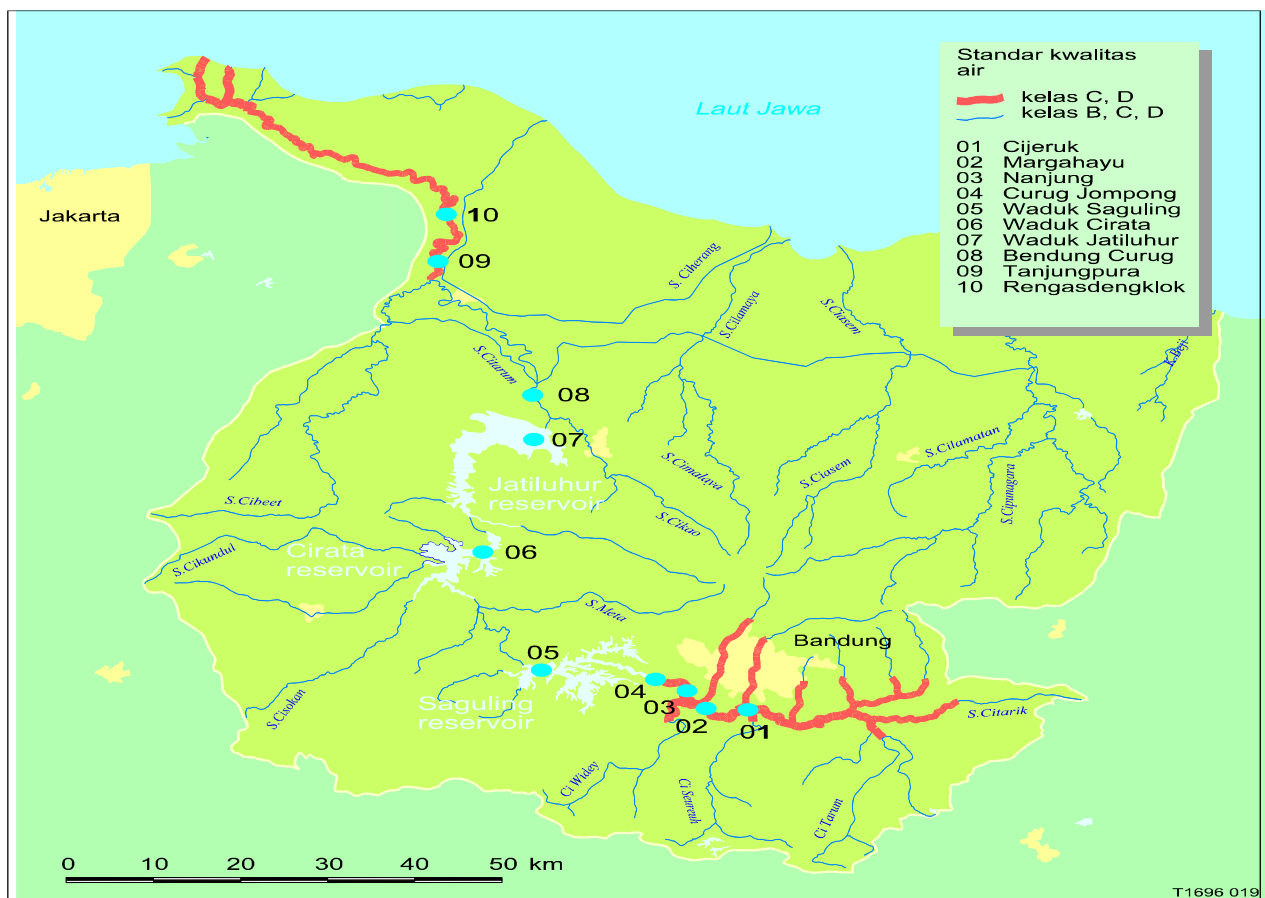 Standar kwalitas
air
kelas C, D
kelas B, C, D
01 Cijeruk
02 Margahayu
03 Nanjung
04 Curug Jompong
05 Waduk Saguling
06 Waduk Cirata
07 Waduk Jatiluhur
08 Bendung Curug
09 Tanjungpura
10 Rengasdengklok
Laut Jawa
Jakarta
10
09
S. Ciherang
S.Cilamaya
S.Ciasem
K.Beji
S.Citarum
08
07
Jatiluhur
reservoir
S.Cimalaya
S.Ciasem
S.Cilamatan
S.Cipunagara
S.Cibeet
S.Cikao
06
Cirata
reservoir
S.Cikundul
S.Meta
Bandung
05
04
Saguling
reservoir
03
02
01
S.Cisokan
S.Citarik
Ci Widey
Ci Seureuh
Ci Tarum
0 10 20 30 40 50 km
T1696 019